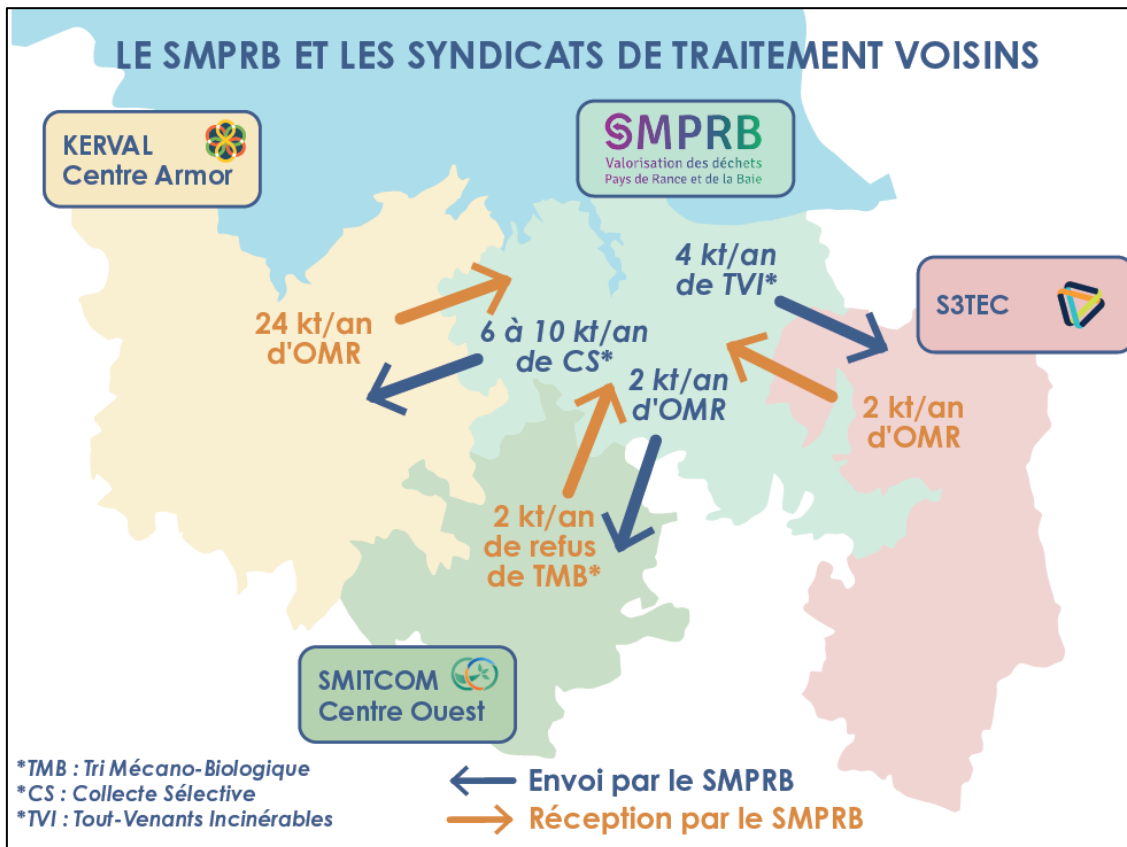 LE SMPRB ET LES SYNDICATS DE TRAITEMENT VOISINS
KERVAL
Centre Armor
SMPRB
Valorisation des déchets
Pays de Rance et de la Baie
4 kt/an
de TVI*
S3TEC
24 kt/an
d'OMR
6 à 10 kt/an
de CS*
2 kt/an
d'OMR
2 kt/an
d'OMR
2 kt/an
de refus
de TMB*
SMITCOM
Centre Ouest
*TMB : Tri Mécano-Biologique
*CS : Collecte Sélective
*TVI : Tout-Venants Incinérables
Envoi par le SMPRB
Réception par le SMPRB